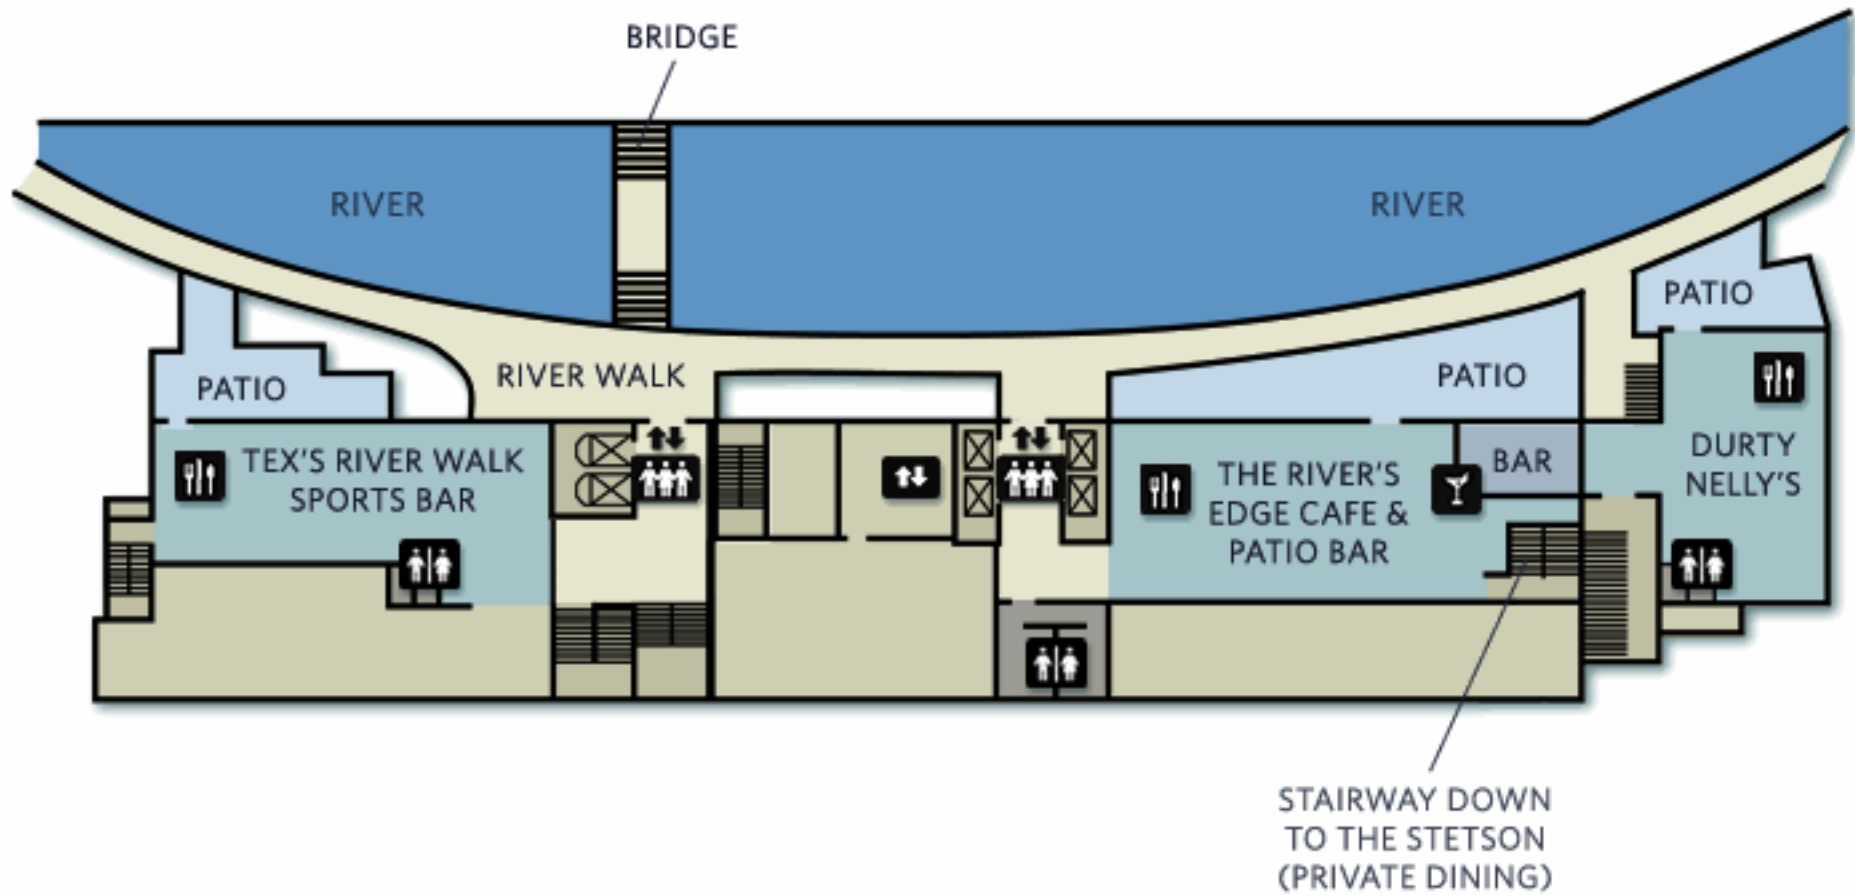 BRIDGE
RIVER
RIVER
PATIO
RIVER WALK
PATIO
PATIO
TEX'S RIVER WALK
SPORTS BAR
THE RIVER'S
EDGE CAFE &
PATIO BAR
BAR
DURTY
NELLY'S
STAIRWAY DOWN
TO THE STETSON
(PRIVATE DINING)